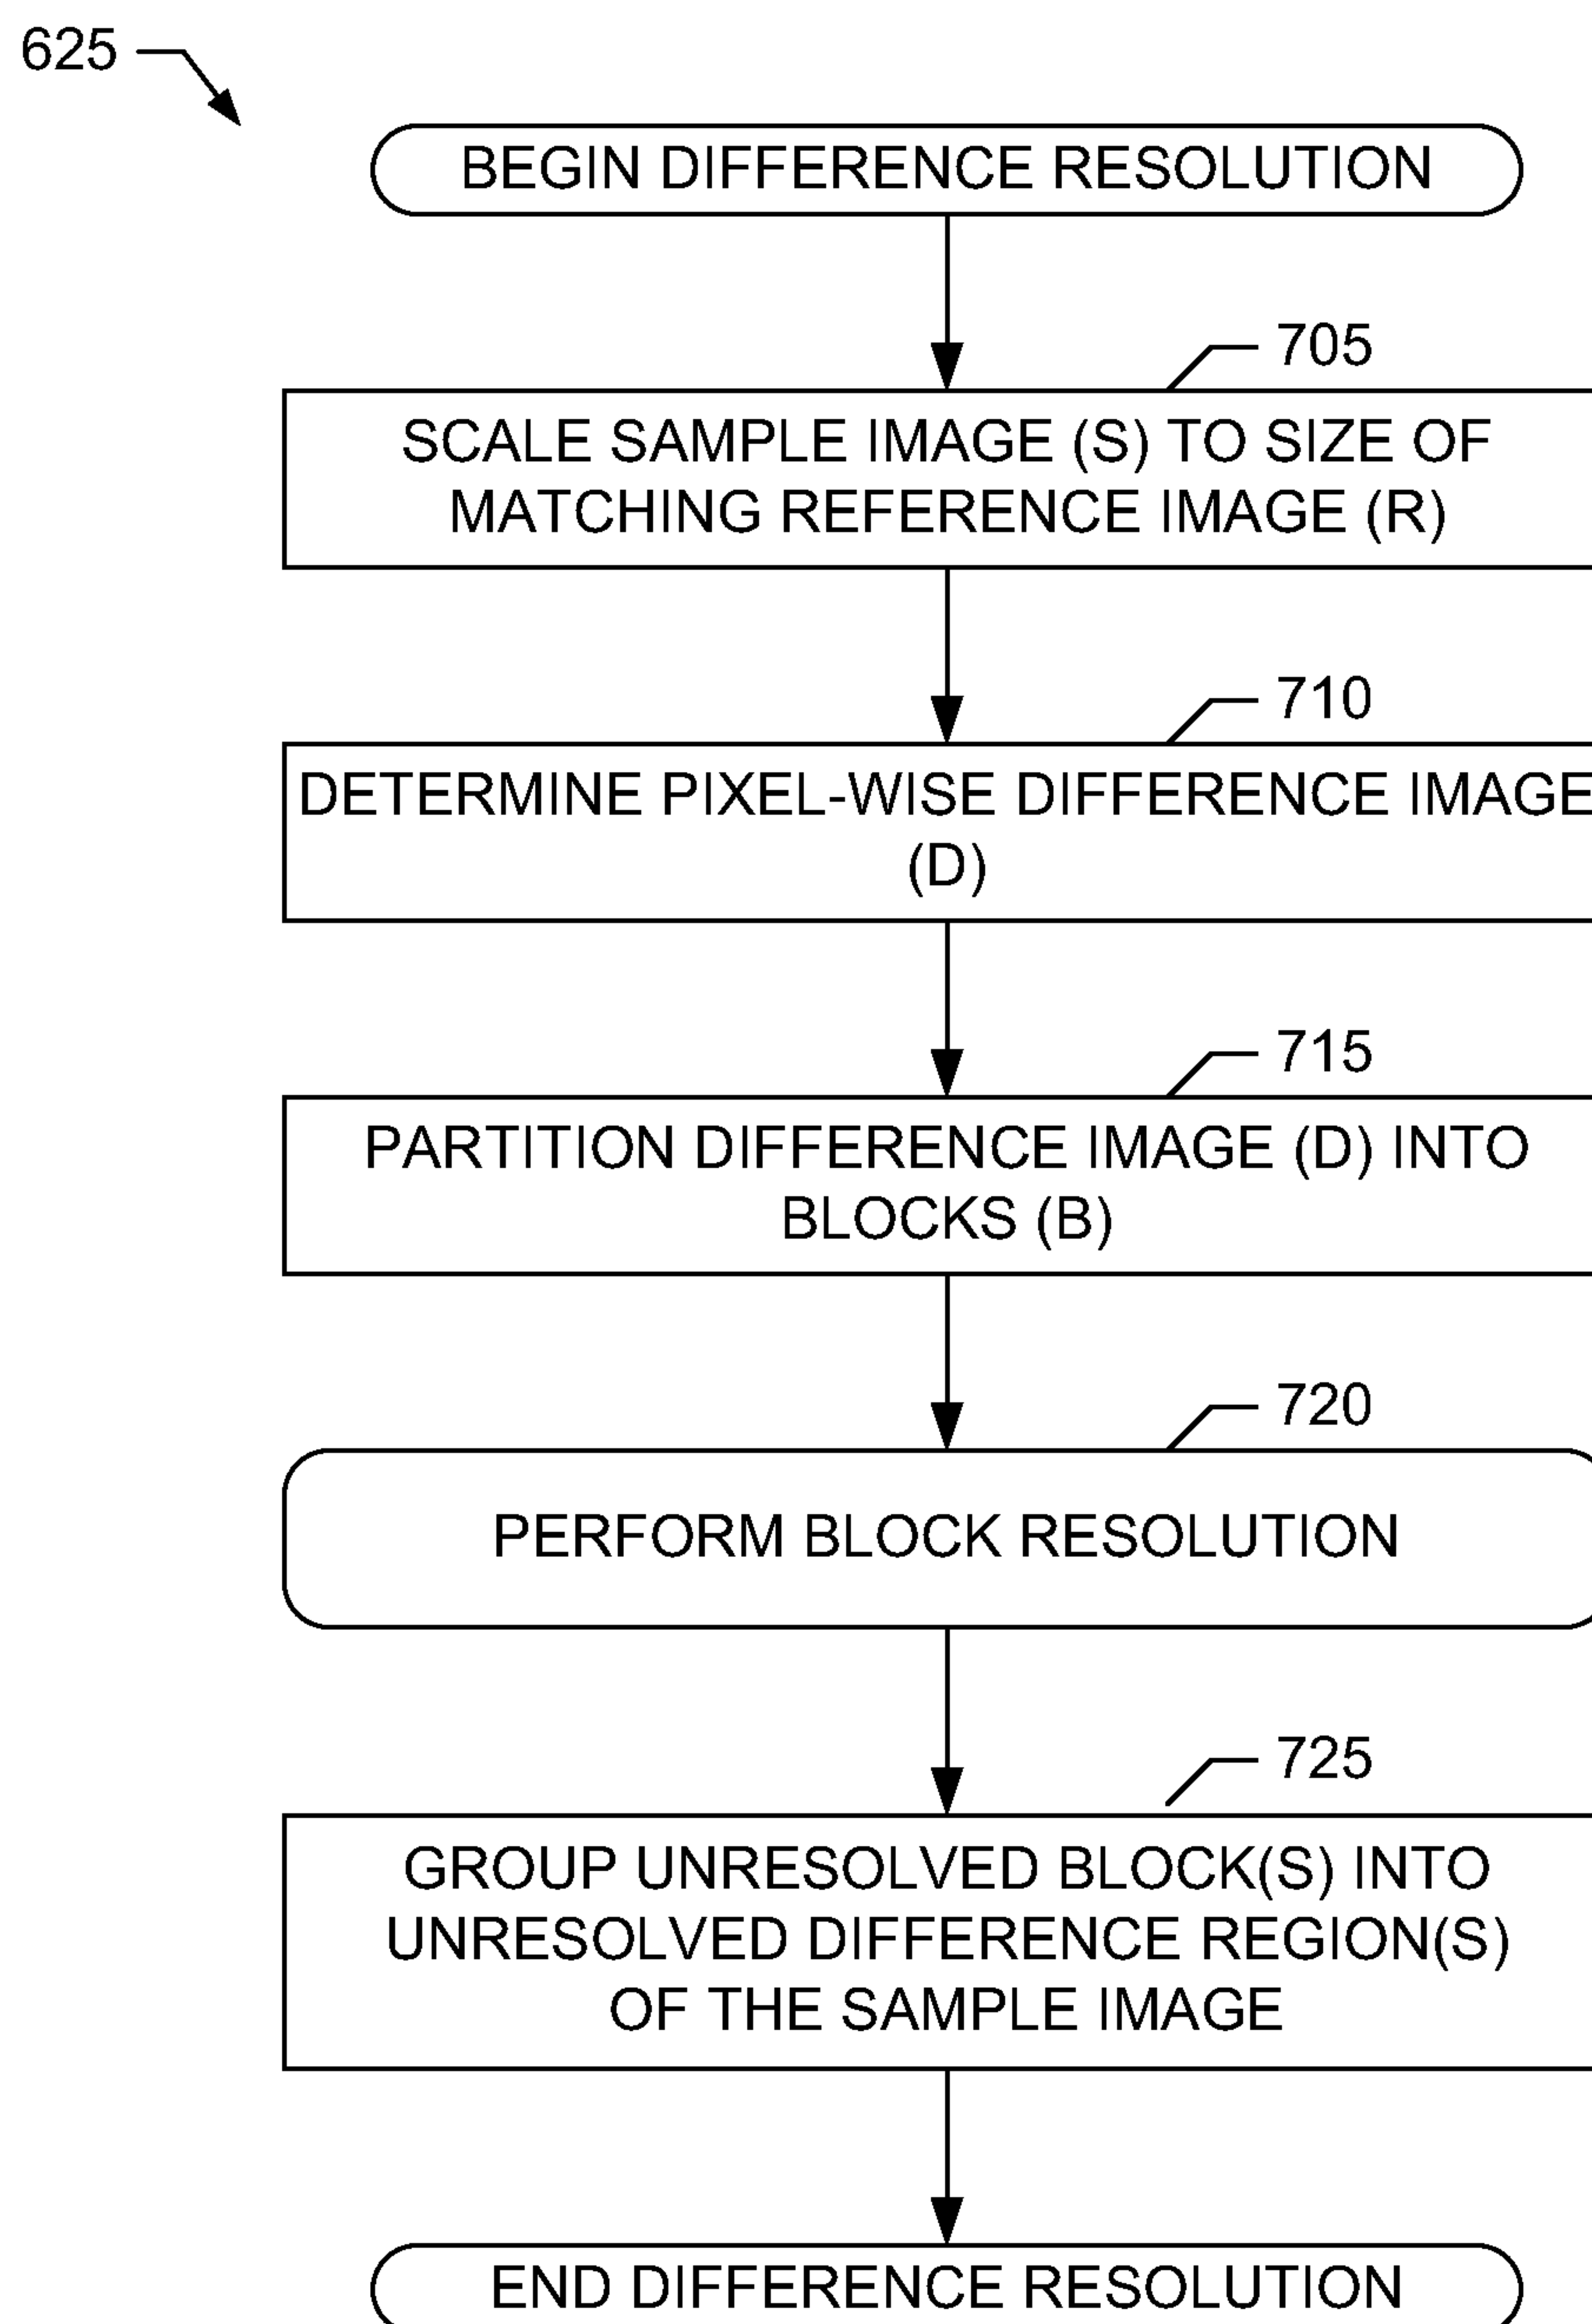 625
BEGIN DIFFERENCE RESOLUTION
705
SCALE SAMPLE IMAGE (S) TO SIZE OF
MATCHING REFERENCE IMAGE (R)
710
DETERMINE PIXEL-WISE DIFFERENCE IMAGE
(D)
715
PARTITION DIFFERENCE IMAGE (D) INTO
BLOCKS (B)
720
PERFORM BLOCK RESOLUTION
725
GROUP UNRESOLVED BLOCK(S) INTO
UNRESOLVED DIFFERENCE REGION(S)
OF THE SAMPLE IMAGE
END DIFFERENCE RESOLUTION